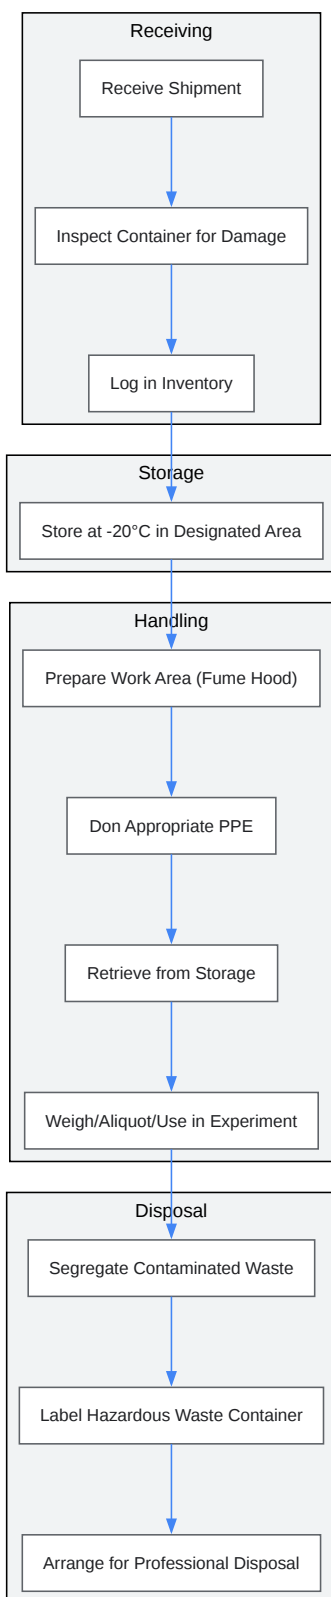 Receiving
Receive Shipment
Inspect Container for Damage
Log in Inventory
Storage
Store at -20°C in Designated Area
Handling
Prepare Work Area (Fume Hood)
Don Appropriate PPE
Retrieve from Storage
Weigh/Aliquot/Use in Experiment
Disposal
Segregate Contaminated Waste
Label Hazardous Waste Container
Arrange for Professional Disposal